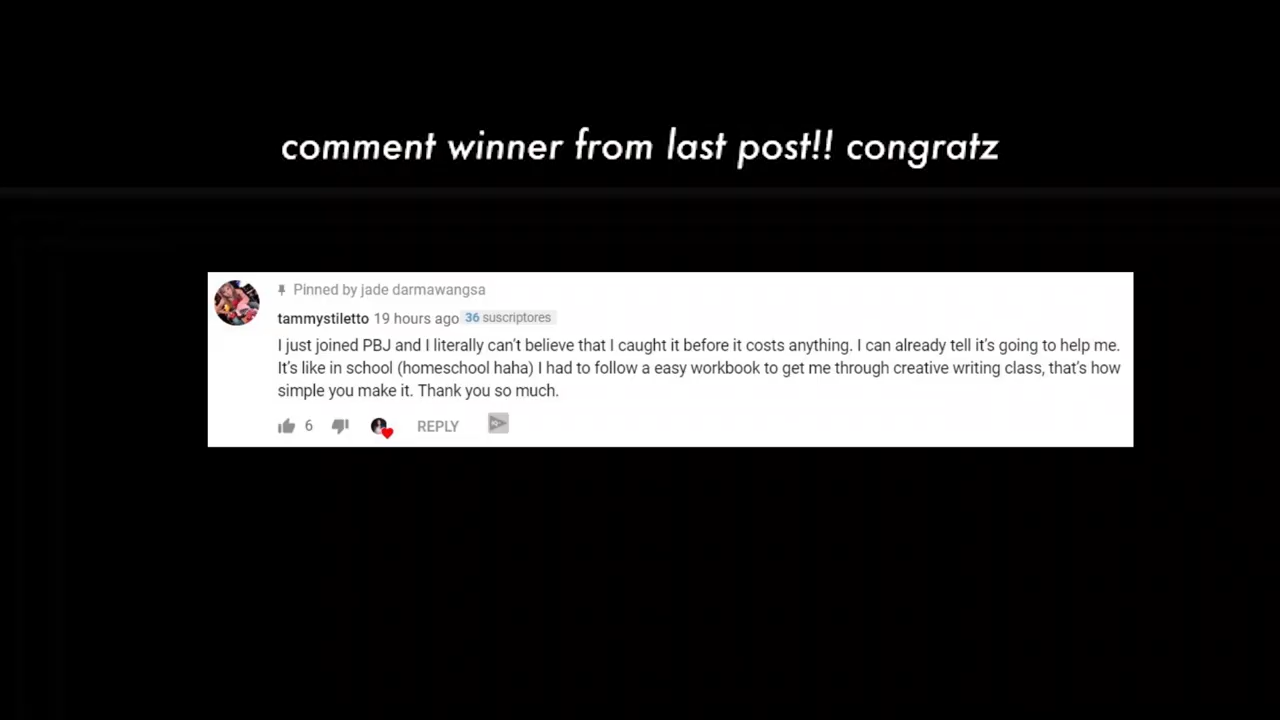 comment winner from last post!! congratz
Pinned by jade darmawangsa
tammystiletto 19 hours ago 36 suscriptores
I just joined PBJ and I literally can't believe that I caught it before it costs anything. I can already tell it's going to help me.
It's like in school (homeschool haha) I had to follow a easy workbook to get me through creative writing class, that's how
simple you make it. Thank you so much.
6 REPLY